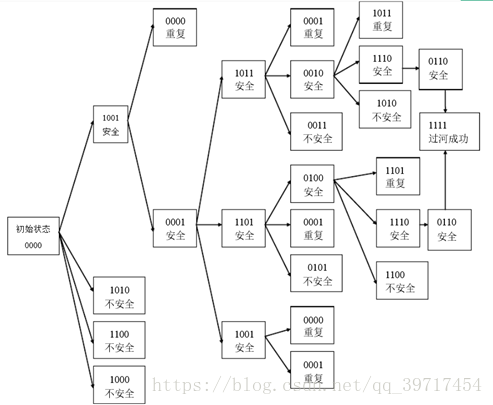 初始状态
0000
1001
安全
1010
不安全
1100
不安全
1000
不安全
0000
重复
0001
安全
1011
安全
1101
安全
1001
安全
0001
重复
0010
安全
0011
不安全
0100
安全
0001
重复
0101
不安全
0000
重复
0001
重复
1011
重复
1110
安全
1010
不安全
1101
重复
1110
安全
1100
不安全
0110
安全
1111
过河成功
0110
安全
https://blog.csdn.net/qq_39717454